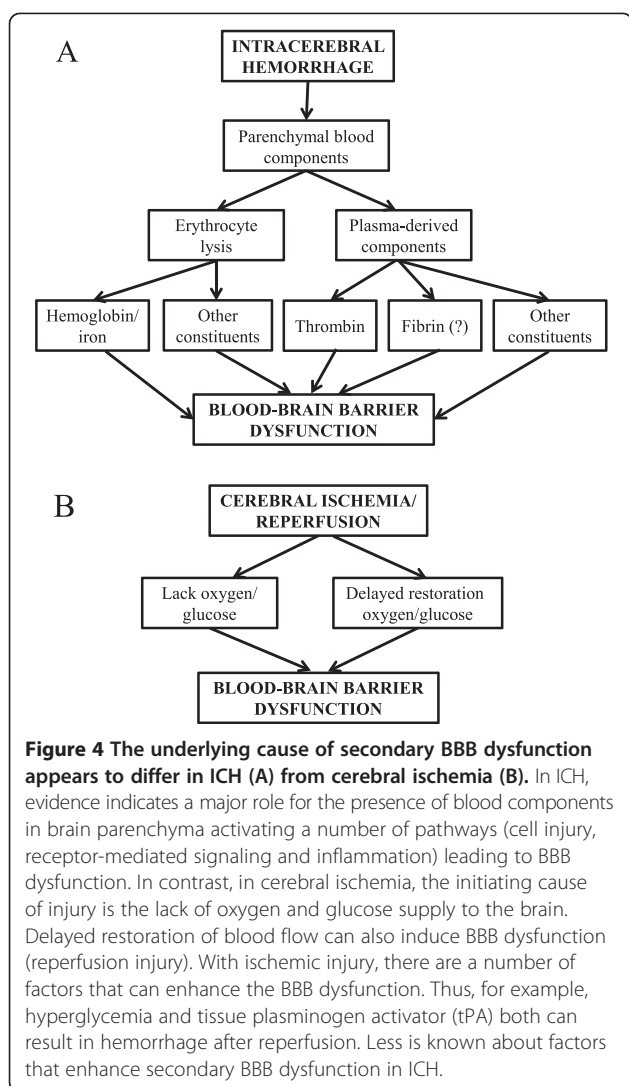 A
INTRACEREBRAL
HEMORRHAGE
Parenchymal blood
components
Erythrocyte
lysis
Plasma-derived
components
Hemoglobin/
iron
Other
constituents
Thrombin
Fibrin (?)
Other
constituents
BLOOD-BRAIN BARRIER
DYSFUNCTION
B
CEREBRAL ISCHEMIA/
REPERFUSION
Lack oxygen/
glucose
Delayed restoration
oxygen/glucose
BLOOD-BRAIN BARRIER
DYSFUNCTION
Figure 4 The underlying cause of secondary BBB dysfunction
appears to differ in ICH (A) from cerebral ischemia (B). In ICH,
evidence indicates a major role for the presence of blood components
in brain parenchyma activating a number of pathways (cell injury,
receptor-mediated signaling and inflammation) leading to BBB
dysfunction. In contrast, in cerebral ischemia, the initiating cause
of injury is the lack of oxygen and glucose supply to the brain.
Delayed restoration of blood flow can also induce BBB dysfunction
(reperfusion injury). With ischemic injury, there are a number of
factors that can enhance the BBB dysfunction. Thus, for example,
hyperglycemia and tissue plasminogen activator (tPA) both can
result in hemorrhage after reperfusion. Less is known about factors
that enhance secondary BBB dysfunction in ICH.